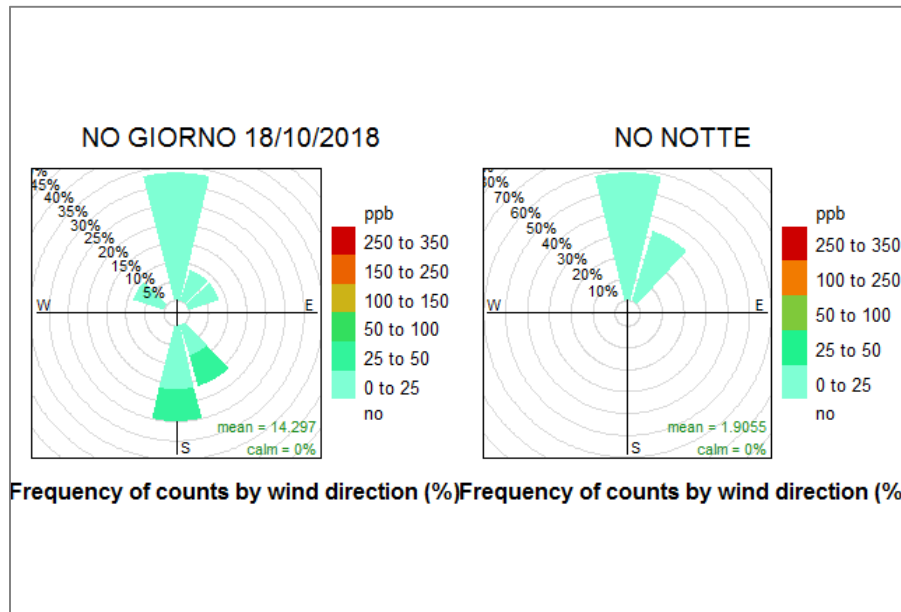 NO GIORNO 18/10/2018
%
45%
40%
35%
30%
25%
20%
15%
10%
5%
W
E
S
mean = 14.297
calm = 0%
ppb
250 to 350
150 to 250
100 to 150
50 to 100
25 to 50
0 to 25
no
Frequency of counts by wind direction (%)
NO NOTTE
80%
70%
60%
50%
40%
30%
20%
10%
W
E
S
mean = 1.9055
calm = 0%
ppb
250 to 350
100 to 250
50 to 100
25 to 50
0 to 25
no
Frequency of counts by wind direction (%